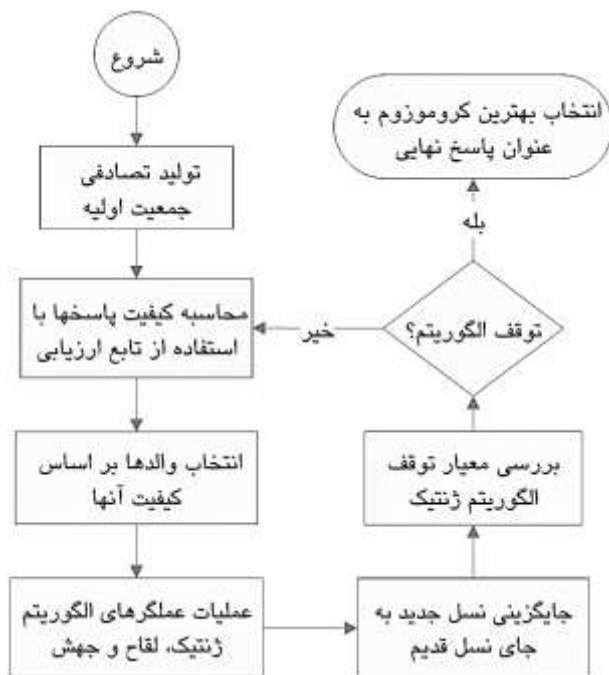 شروع
تولید تصادفی
جمعیت اولیه
محاسبه کیفیت پاسخها با
استفاده از تابع ارزیابی
انتخاب والدها بر اساس
کیفیت آنها
عملیات عملگرهای الگوریتم
ژنتیک، لقاح و جهش
جایگزینی نسل جدید به
جای نسل قدیم
بررسی معیار توقف
الگوریتم ژنتیک
توقف الگوریتم؟
خیر
بله
انتخاب بهترین کروموزوم به
عنوان پاسخ نهایی